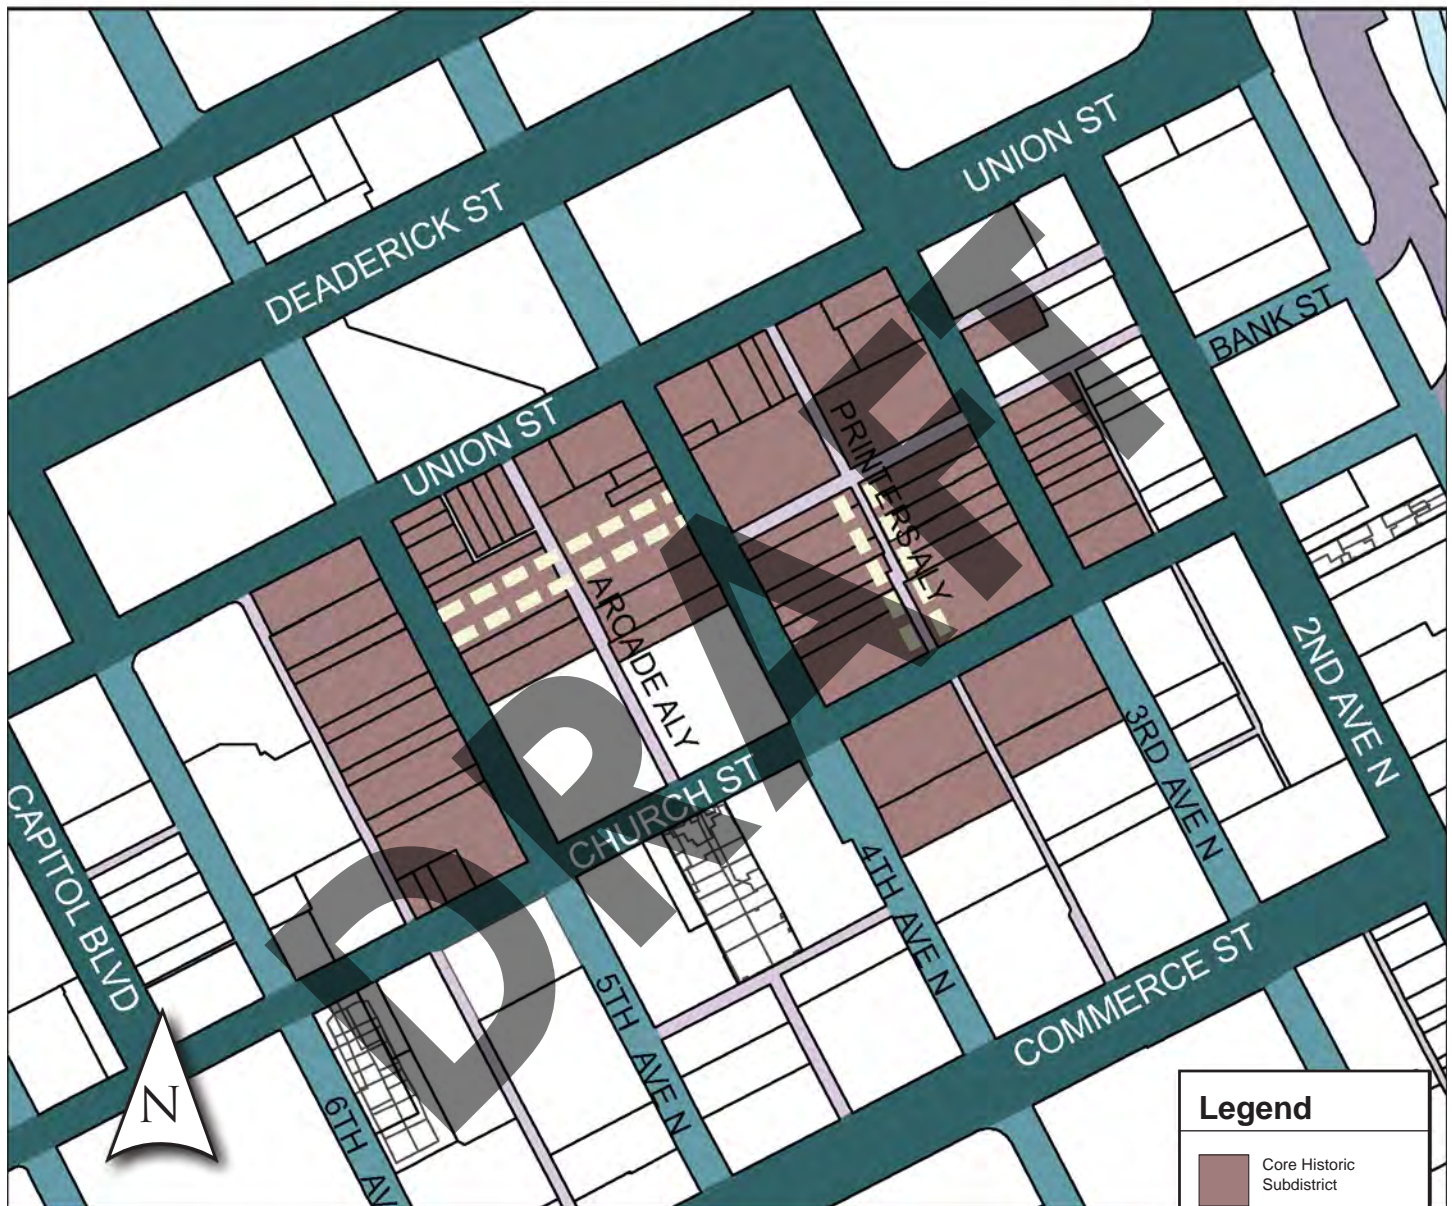 UNION ST
DEADERICK ST
BANK ST
UNION ST
PRINTERS ALY
ARCADE ALY
2ND AVE N
3RD AVE N
CHURCH ST
CAPITOL BLVD
4TH AVE N
COMMERCE ST
5TH AVE N
6TH AV
DRAFT
N
Legend
Core Historic
Subdistrict